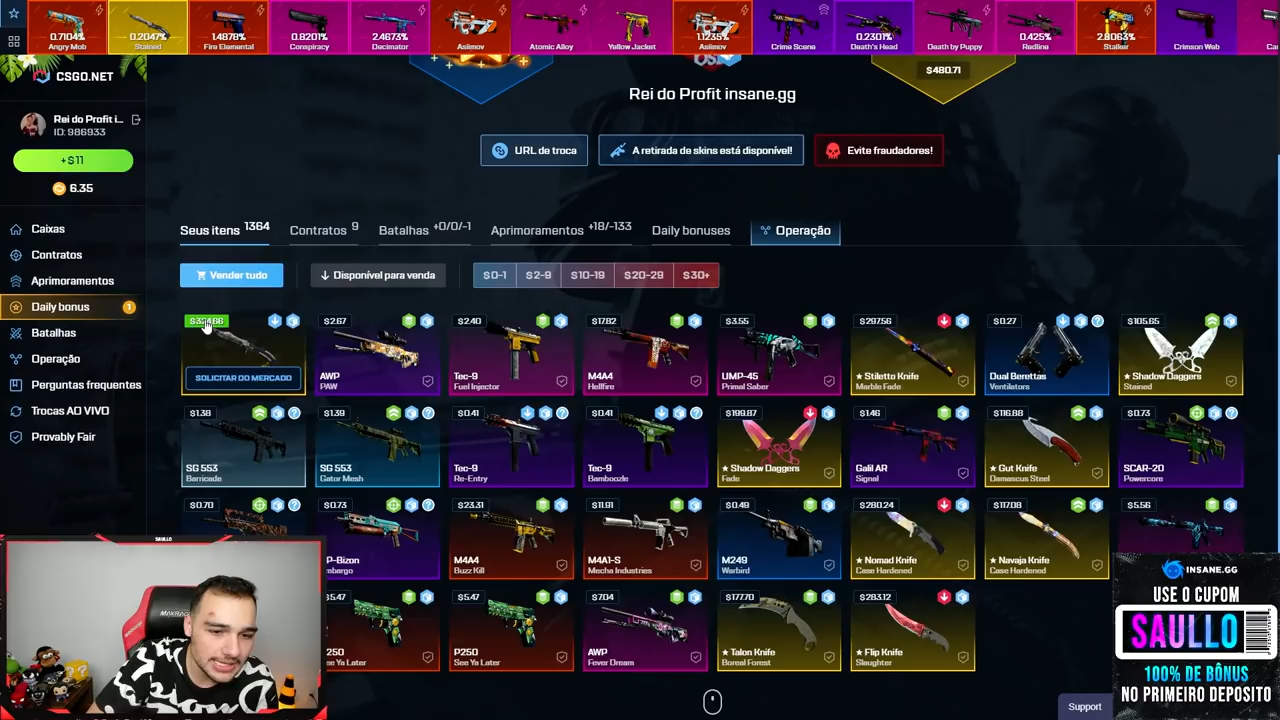 0.7104%
Angry Mob
0.2047%
Stained
1.4878%
Fire Elemental
0.8201%
Conspiracy
2.4673%
Decimator
Asiimov
Atomic Alloy
Yellow Jacket
1.1235%
Asiimov
Crime Scene
0.2301%
Death's Head
Death by Puppy
0.425%
Redline
2.8063%
Stalker
Crimson Web
CSGO.NET
Rei do Profit i...
ID: 986933
+$11
6.35
Caixas
Contratos
Aprimoramentos
Daily bonus 1
Batalhas
Operação
Perguntas frequentes
Trocas AO VIVO
Provably Fair
$480.71
Rei do Profit insane.gg
URL de troca
A retirada de skins está disponível!
Evite fraudadores!
Seus itens 1364
Contratos 9
Batalhas +0/0/-1
Aprimoramentos +18/-133
Daily bonuses
Operação
Vender tudo
Disponível para venda
$0-1 $2-9 $10-19 $20-29 $30+
SOLICITAR DO MERCADO
$2.67
AWP
PAW
$2.40
Tec-9
Fuel Injector
$17.82
M4A4
Hellfire
$3.55
UMP-45
Primal Saber
$297.56
★ Stiletto Knife
Marble Fade
$0.27
Dual Berettas
Ventilators
$105.65
★ Shadow Daggers
Stained
$1.38
SG 553
Barricade
$1.39
SG 553
Gator Mesh
$0.41
Tec-9
Re-Entry
$0.41
Tec-9
Bamboozle
$199.87
★ Shadow Daggers
Fade
$1.46
Galil AR
Signal
$116.88
★ Gut Knife
Damascus Steel
$0.73
SCAR-20
Powercore
$0.70
$0.73
P-Bizon
mbargo
$23.31
M4A4
Buzz Kill
$11.91
M4A1-S
Mecha Industries
$0.49
M249
Warbird
$280.24
★ Nomad Knife
Case Hardened
$117.08
★ Navaja Knife
Case Hardened
$5.56
5.47
250
See Ya Later
$5.47
P250
See Ya Later
$7.04
AWP
Fever Dream
$177.70
★ Talon Knife
Boreal Forest
$283.12
★ Flip Knife
Slaughter
SAULLO
INSANE.GG
USE O CUPOM
SAULLO
100% DE BÔNUS
NO PRIMEIRO DEPOSITO
Support